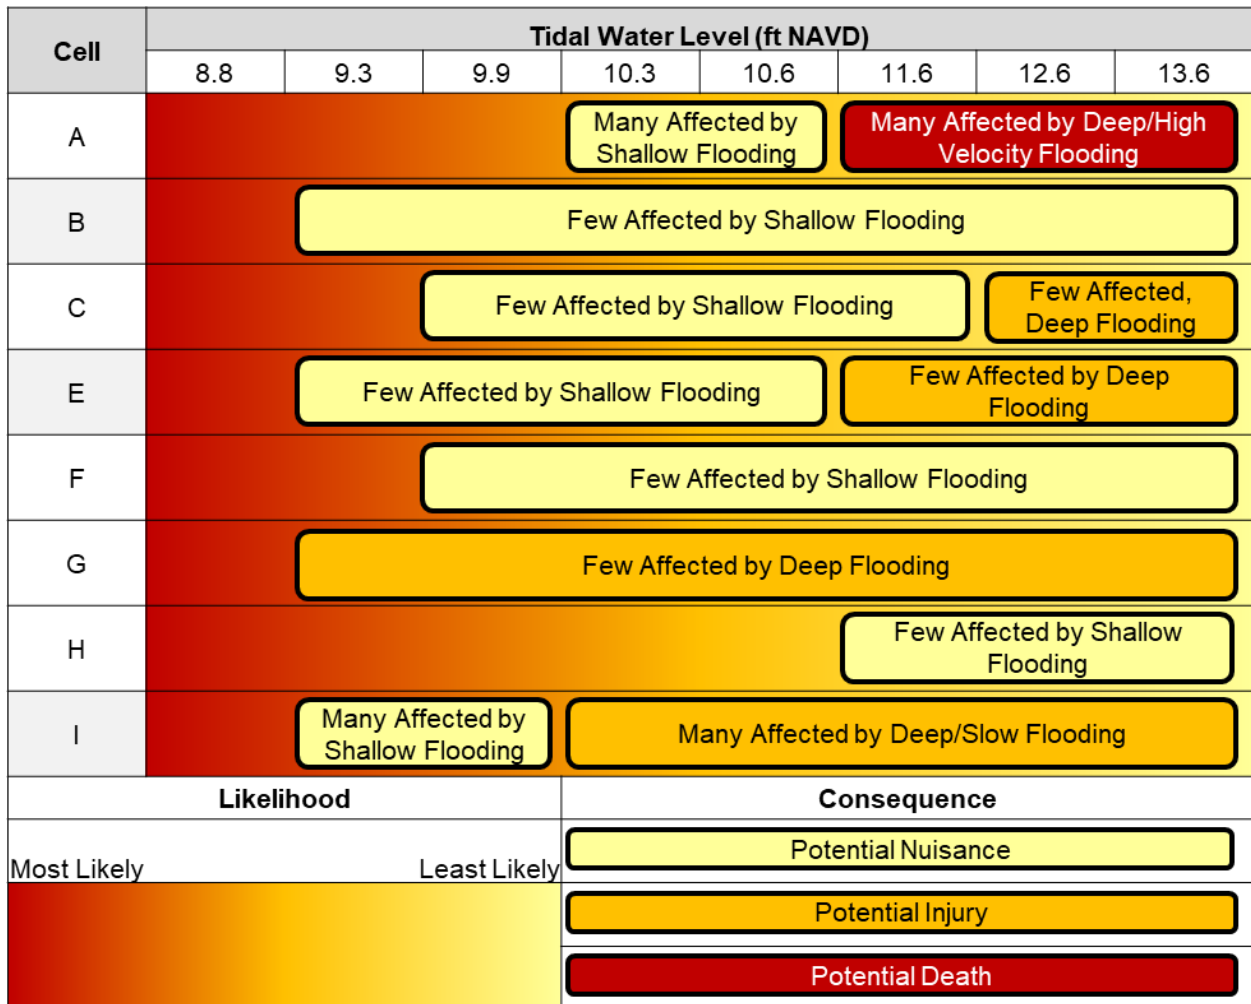 Cell
Tidal Water Level (ft NAVD)
8.8 9.3 9.9 10.3 10.6 11.6 12.6 13.6
A
Many Affected by
Shallow Flooding
Many Affected by Deep/High
Velocity Flooding
B
Few Affected by Shallow Flooding
C
Few Affected by Shallow Flooding
Few Affected,
Deep Flooding
E
Few Affected by Shallow Flooding
Few Affected by Deep
Flooding
F
Few Affected by Shallow Flooding
G
Few Affected by Deep Flooding
H
Few Affected by Shallow
Flooding
I
Many Affected by
Shallow Flooding
Many Affected by Deep/Slow Flooding
Likelihood
Consequence
Most Likely
Least Likely
Potential Nuisance
Potential Injury
Potential Death